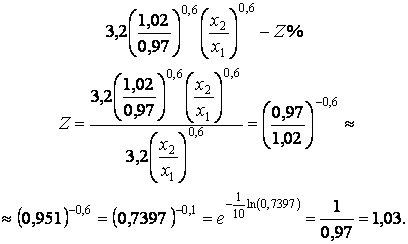 3,2(1,02/0,97)^0,6 (x₂/x₁)^0,6 − Z%
Z = 3,2(1,02/0,97)^0,6 (x₂/x₁)^0,6 / 3,2(x₂/x₁)^0,6 = (0,97/1,02)^−0,6 ≈
≈ (0,951)^−0,6 = (0,7397)^−0,1 = e^(−1/10 ln(0,7397)) = 1/0,97 = 1,03.